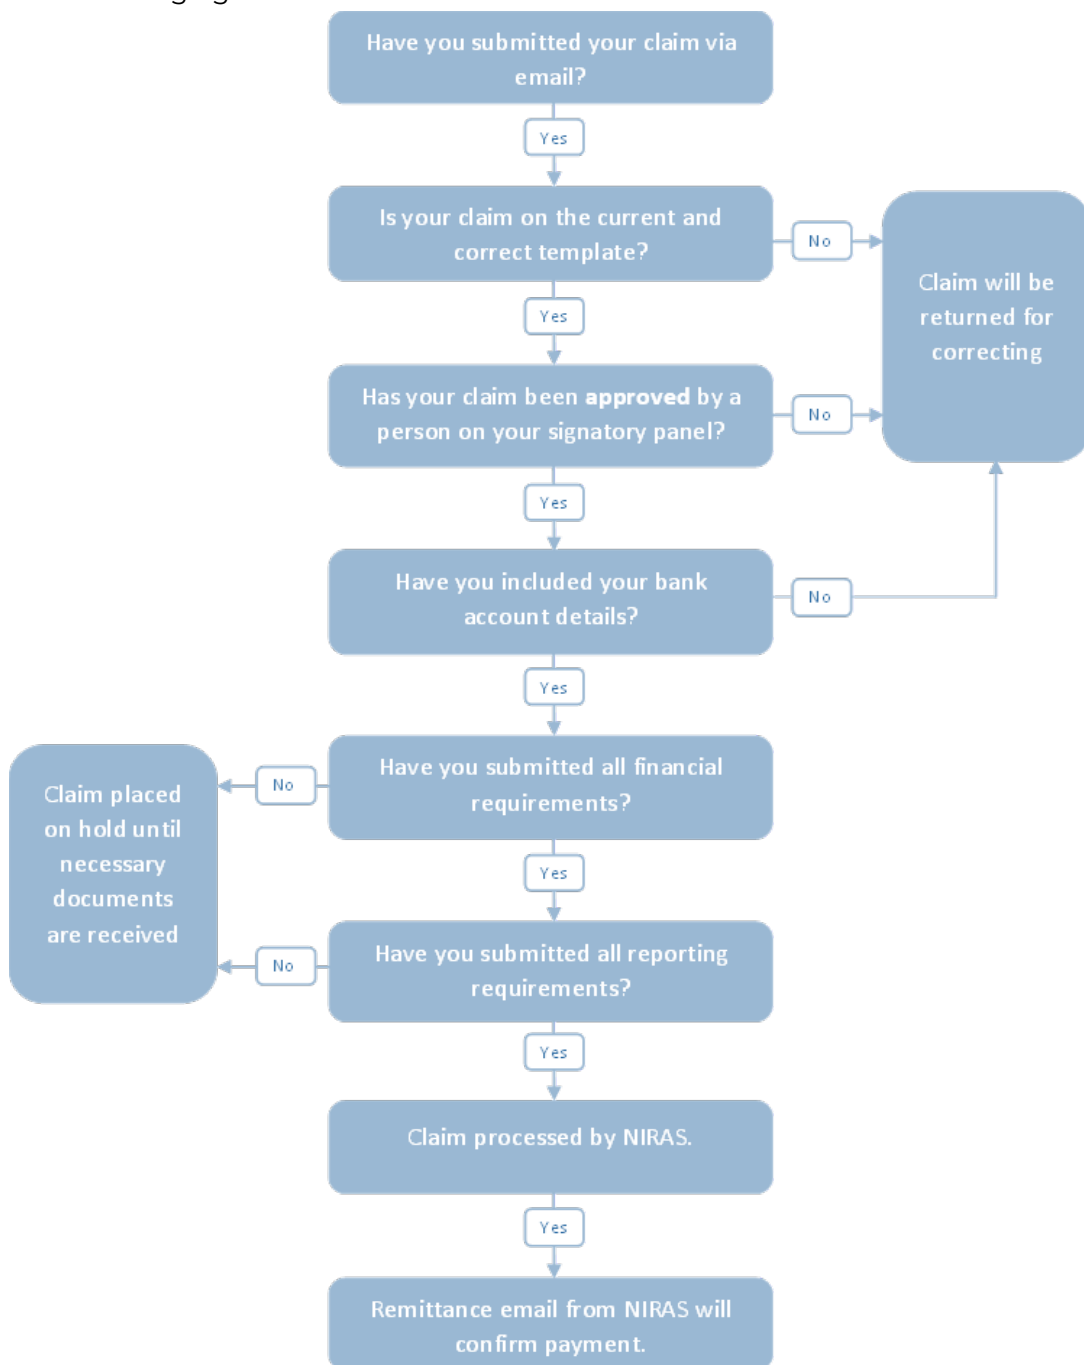 Have you submitted your claim via
email?
Yes
Is your claim on the current and
correct template?
No
Claim will be
returned for
correcting
Yes
Has your claim been approved by a
person on your signatory panel?
No
Yes
Have you included your bank
account details?
No
Yes
Have you submitted all financial
requirements?
No
Claim placed
on hold until
necessary
documents
are received
Yes
Have you submitted all reporting
requirements?
No
Yes
Claim processed by NIRAS.
Yes
Remittance email from NIRAS will
confirm payment.